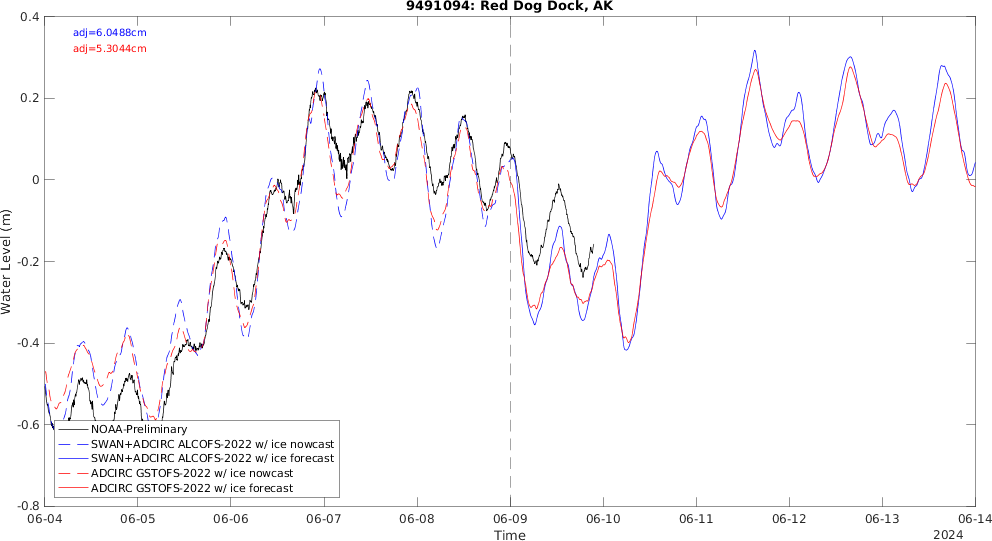 9491094: Red Dog Dock, AK
adj=6.0488cm
adj=5.3044cm
0.4
0.2
0
-0.2
-0.4
-0.6
-0.8
Water Level (m)
NOAA-Preliminary
SWAN+ADCIRC ALCOFS-2022 w/ ice nowcast
SWAN+ADCIRC ALCOFS-2022 w/ ice forecast
ADCIRC GSTOFS-2022 w/ ice nowcast
ADCIRC GSTOFS-2022 w/ ice forecast
06-04 06-05 06-06 06-07 06-08 06-09 06-10 06-11 06-12 06-13 06-14
Time
2024